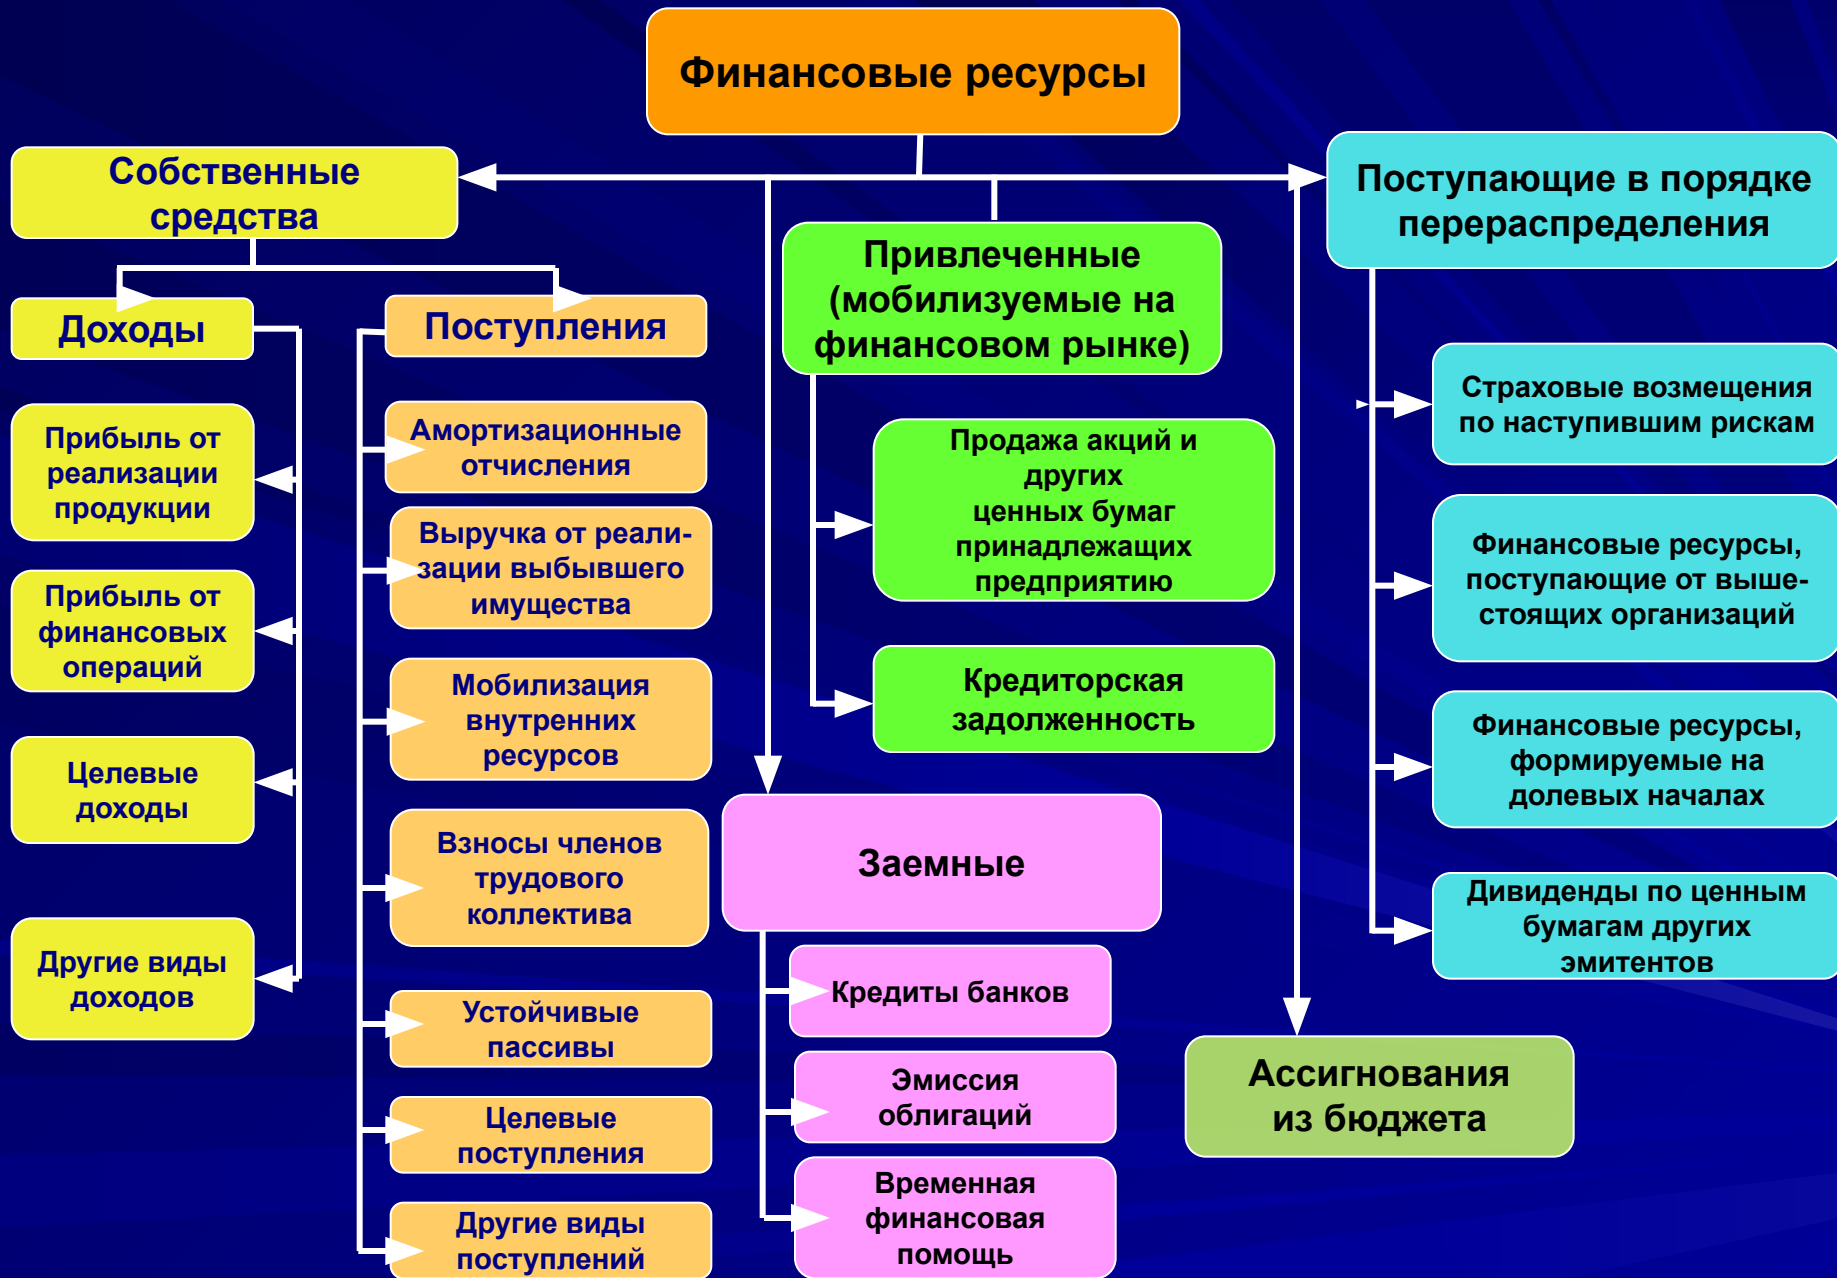 Финансовые ресурсы
Собственные
средства
Доходы
Прибыль от
реализации
продукции
Прибыль от
финансовых
операций
Целевые
доходы
Другие виды
доходов
Поступления
Амортизационные
отчисления
Выручка от реали-
зации выбывшего
имущества
Мобилизация
внутренних
ресурсов
Взносы членов
трудового
коллектива
Устойчивые
пассивы
Целевые
поступления
Другие виды
поступлений
Привлеченные
(мобилизуемые на
финансовом рынке)
Продажа акций и
других
ценных бумаг
принадлежащих
предприятию
Кредиторская
задолженность
Заемные
Кредиты банков
Эмиссия
облигаций
Временная
финансовая
помощь
Поступающие в порядке
перераспределения
Страховые возмещения
по наступившим рискам
Финансовые ресурсы,
поступающие от выше-
стоящих организаций
Финансовые ресурсы,
формируемые на
долевых началах
Дивиденды по ценным
бумагам других
эмитентов
Ассигнования
из бюджета